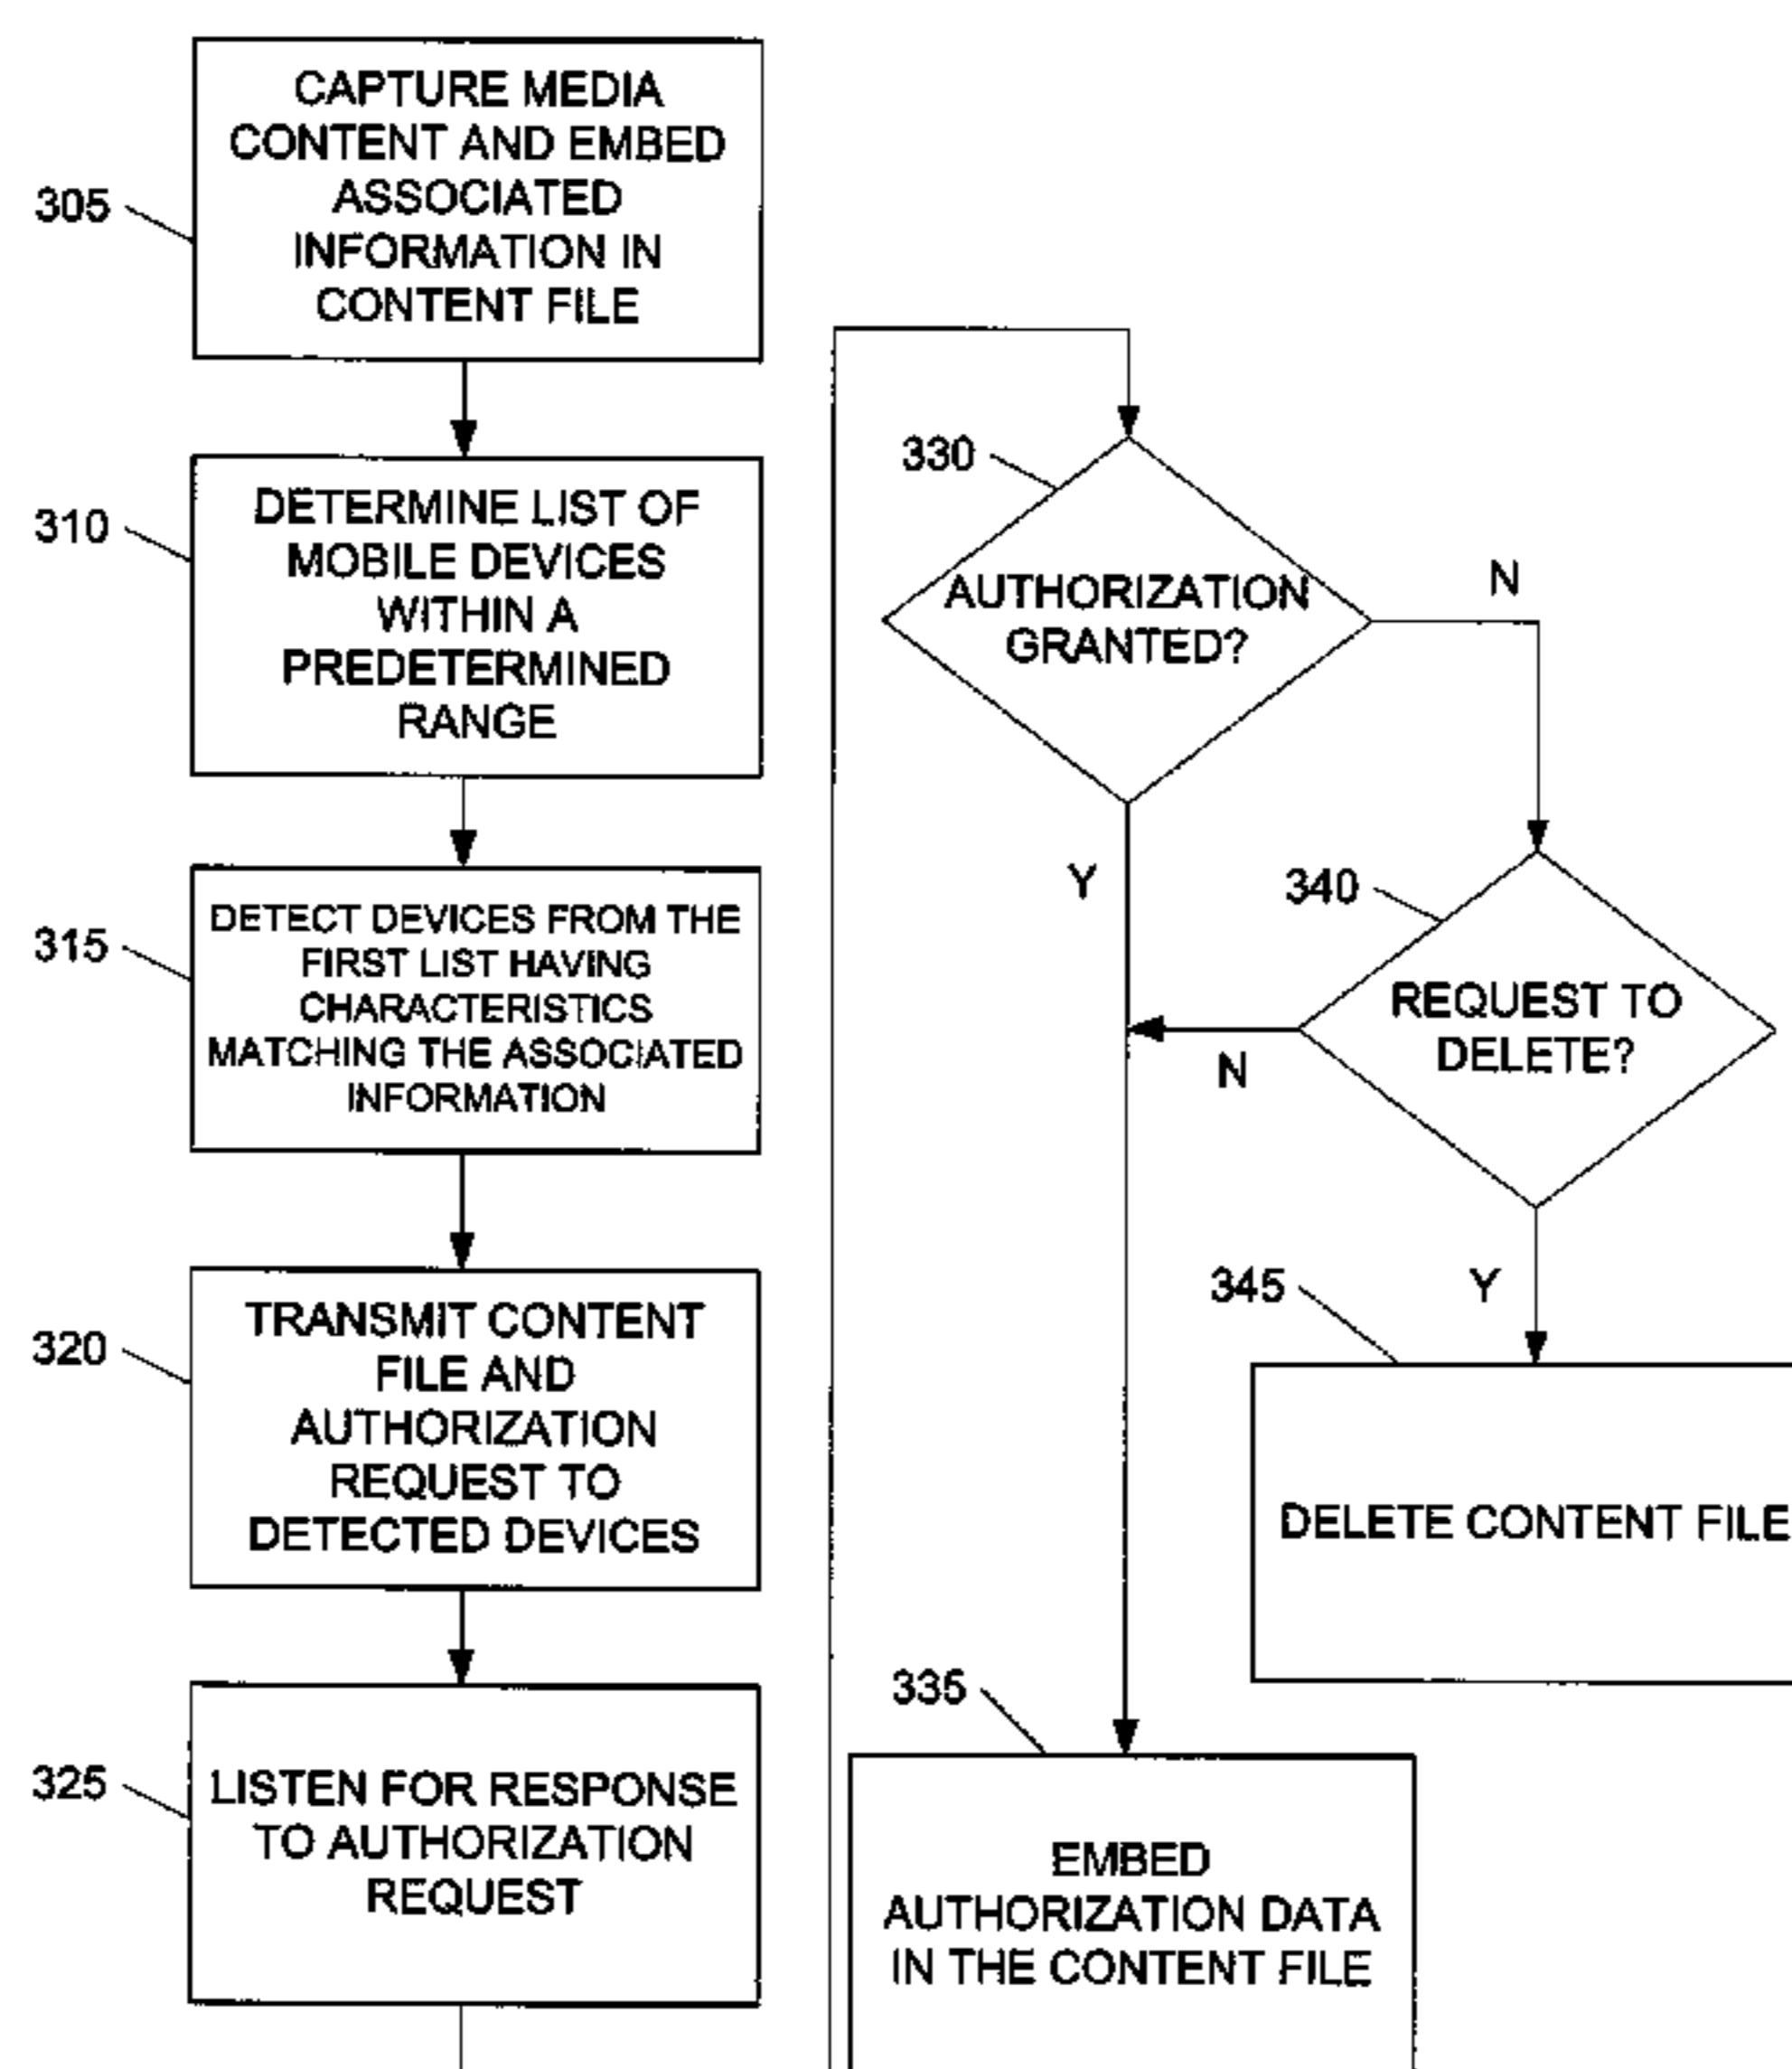 305
CAPTURE MEDIA
CONTENT AND EMBED
ASSOCIATED
INFORMATION IN
CONTENT FILE
310
DETERMINE LIST OF
MOBILE DEVICES
WITHIN A
PREDETERMINED
RANGE
315
DETECT DEVICES FROM THE
FIRST LIST HAVING
CHARACTERISTICS
MATCHING THE ASSOCIATED
INFORMATION
320
TRANSMIT CONTENT
FILE AND
AUTHORIZATION
REQUEST TO
DETECTED DEVICES
325
LISTEN FOR RESPONSE
TO AUTHORIZATION
REQUEST
330
AUTHORIZATION
GRANTED?
N
Y
340
REQUEST TO
DELETE?
N
Y
345
DELETE CONTENT FILE
335
EMBED
AUTHORIZATION DATA
IN THE CONTENT FILE